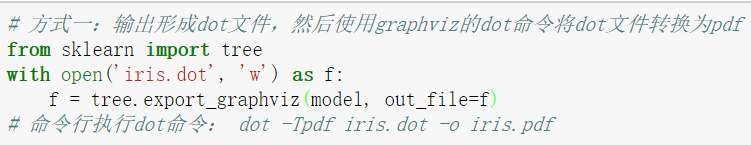 # 方式一：输出形成dot文件，然后使用graphviz的dot命令将dot文件转换为pdf
from sklearn import tree
with open('iris.dot', 'w') as f:
    f = tree.export_graphviz(model, out_file=f)
# 命令行执行dot命令： dot -Tpdf iris.dot -o iris.pdf